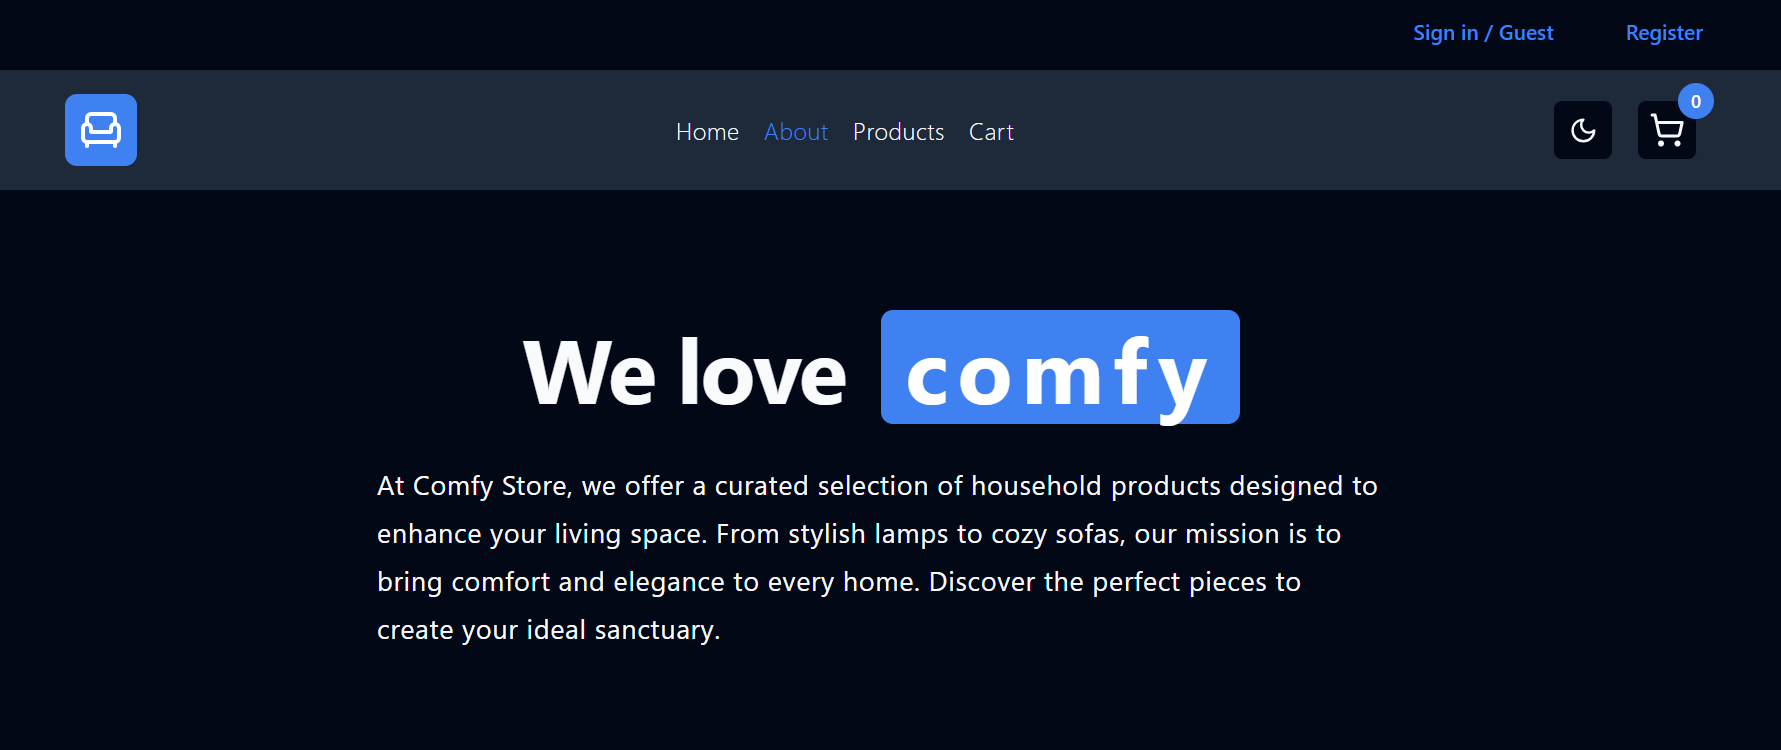 Sign in / Guest Register
Home About Products Cart
0
We love comfy
At Comfy Store, we offer a curated selection of household products designed to
enhance your living space. From stylish lamps to cozy sofas, our mission is to
bring comfort and elegance to every home. Discover the perfect pieces to
create your ideal sanctuary.